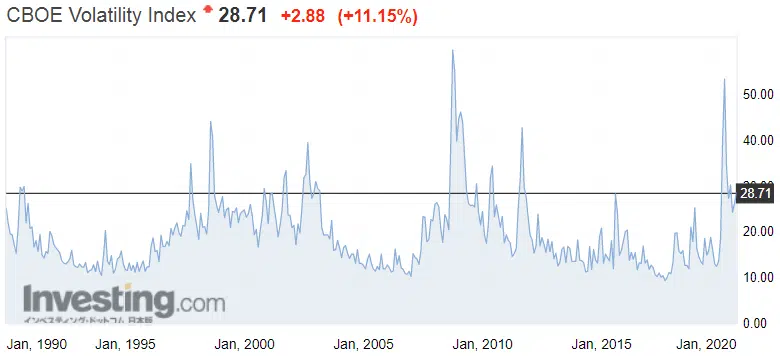 CBOE Volatility Index 28.71 +2.88 (+11.15%)
50.00
40.00
28.71
20.00
10.00
0.00
Investing.com
インベスティング・ドットコム 日本語
Jan, 1990 Jan, 1995 Jan, 2000 Jan, 2005 Jan, 2010 Jan, 2015 Jan, 2020